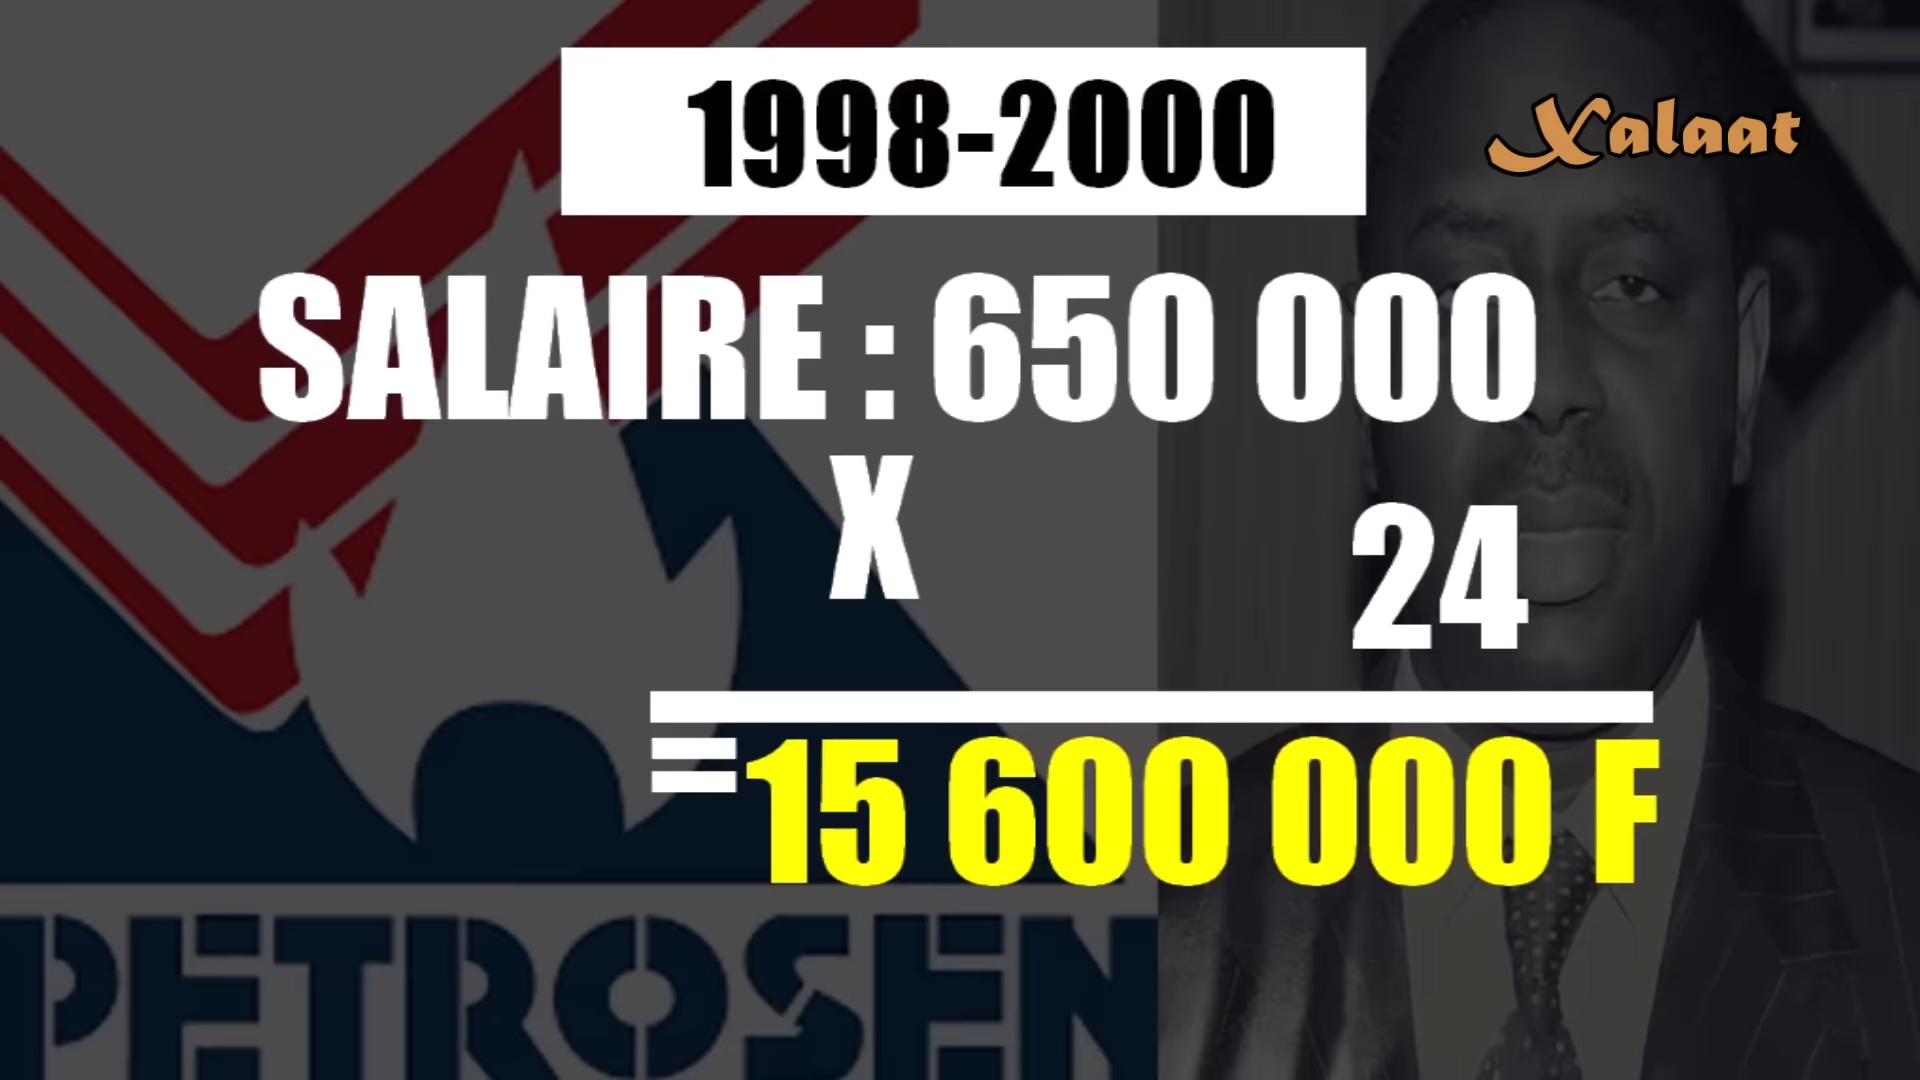 1998-2000
Xalaat
SALAIRE : 650 000
X
24
=15 600 000 F
PETROSEN